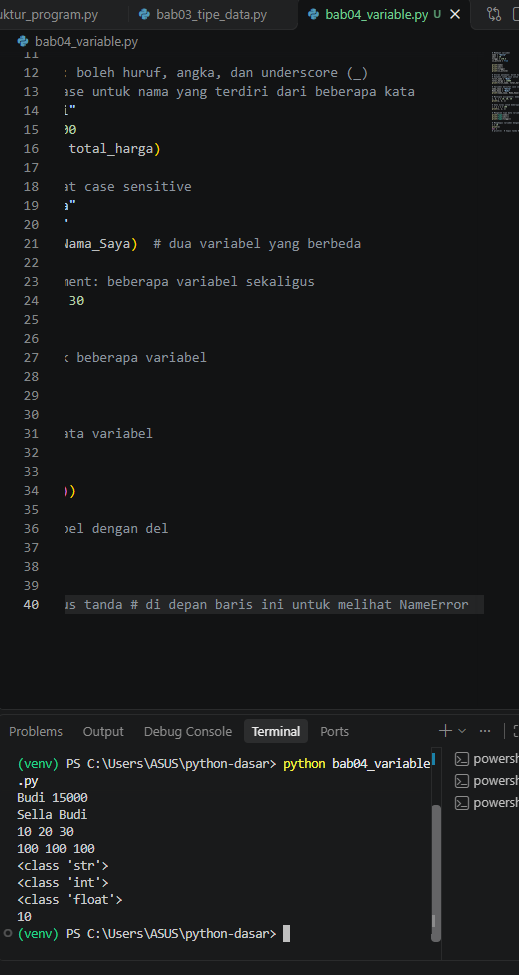 uktur_program.py bab03_tipe_data.py bab04_variable.py U
bab04_variable.py
11
12 : boleh huruf, angka, dan underscore (_)
13 ase untuk nama yang terdiri dari beberapa kata
14 i"
15 00
16 total_harga)
17
18 at case sensitive
19 a"
20 "
21 Nama_Saya) # dua variabel yang berbeda
22
23 ment: beberapa variabel sekaligus
24 30
25
26
27 k beberapa variabel
28
29
30
31 ata variabel
32
33
34 ))
35
36 bel dengan del
37
38
39
40 us tanda # di depan baris ini untuk melihat NameError
Problems Output Debug Console Terminal Ports
(venv) PS C:\Users\ASUS\python-dasar> python bab04_variable
.py
Budi 15000
Sella Budi
10 20 30
100 100 100
<class 'str'>
<class 'int'>
<class 'float'>
10
(venv) PS C:\Users\ASUS\python-dasar>
powersh
powersh
powersh